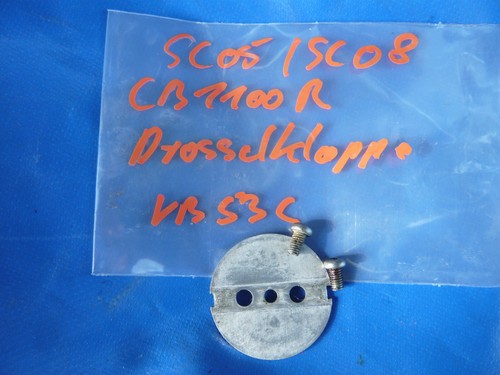 SC05/SC08
CB1100R
Drosselklappe
VB53C